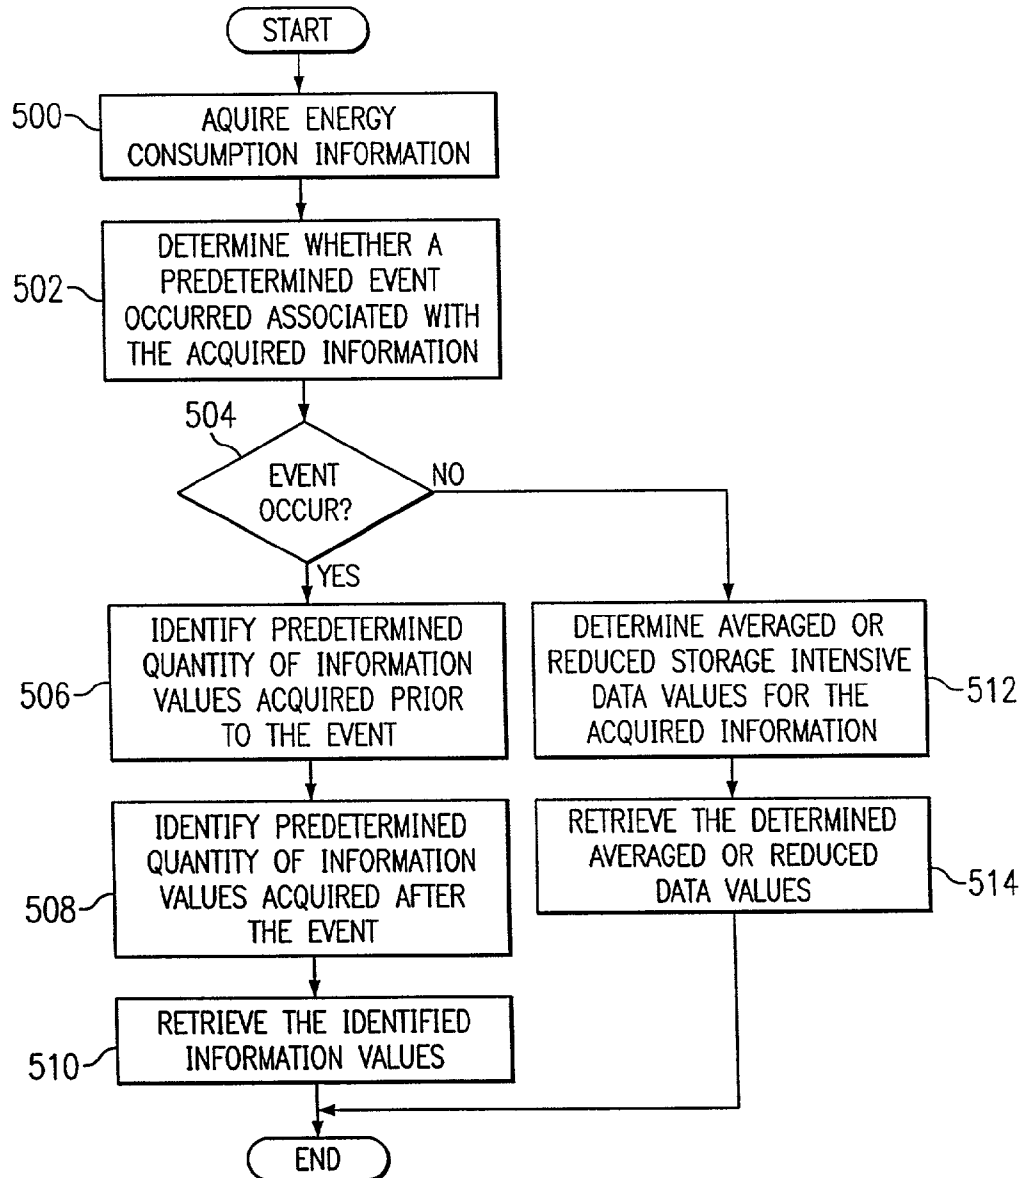 START
500
AQUIRE ENERGY
CONSUMPTION INFORMATION
502
DETERMINE WHETHER A
PREDETERMINED EVENT
OCCURRED ASSOCIATED WITH
THE ACQUIRED INFORMATION
504
EVENT
OCCUR?
NO
YES
506
IDENTIFY PREDETERMINED
QUANTITY OF INFORMATION
VALUES ACQUIRED PRIOR
TO THE EVENT
508
IDENTIFY PREDETERMINED
QUANTITY OF INFORMATION
VALUES ACQUIRED AFTER
THE EVENT
510
RETRIEVE THE IDENTIFIED
INFORMATION VALUES
DETERMINE AVERAGED OR
REDUCED STORAGE INTENSIVE
DATA VALUES FOR THE
ACQUIRED INFORMATION
512
RETRIEVE THE DETERMINED
AVERAGED OR REDUCED
DATA VALUES
514
END